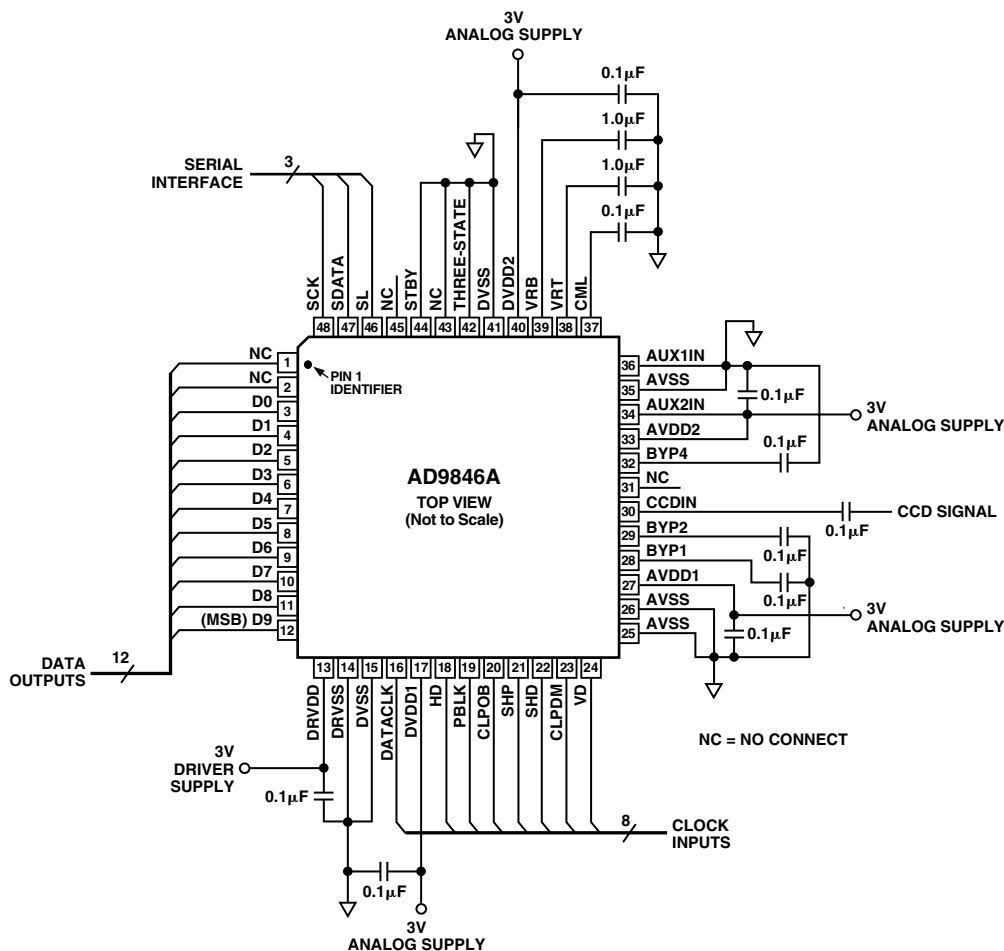 3V
ANALOG SUPPLY
0.1µF
1.0µF
1.0µF
0.1µF
3
SERIAL
INTERFACE
SCK
SDATA
SL
NC
STBY
NC
THREE-STATE
DVSS
DVDD2
VRB
VRT
CML
48 47 46 45 44 43 42 41 40 39 38 37
NC 1
NC 2
D0 3
D1 4
D2 5
D3 6
D4 7
D5 8
D6 9
D7 10
D8 11
(MSB) D9 12
PIN 1
IDENTIFIER
AD9846A
TOP VIEW
(Not to Scale)
36 AUX1IN
35 AVSS
34 AUX2IN
33 AVDD2
32 BYP4
31 NC
30 CCDIN
29 BYP2
28 BYP1
27 AVDD1
26 AVSS
25 AVSS
0.1µF
3V
ANALOG SUPPLY
0.1µF
CCD SIGNAL
0.1µF
0.1µF
0.1µF
3V
ANALOG SUPPLY
0.1µF
12
DATA
OUTPUTS
13 14 15 16 17 18 19 20 21 22 23 24
DRVDD
DRVSS
DVSS
DATACLK
DVDD1
HD
PBLK
CLPOB
SHP
SHD
CLPDM
VD
NC = NO CONNECT
3V
DRIVER
SUPPLY
0.1µF
8
CLOCK
INPUTS
0.1µF
3V
ANALOG SUPPLY